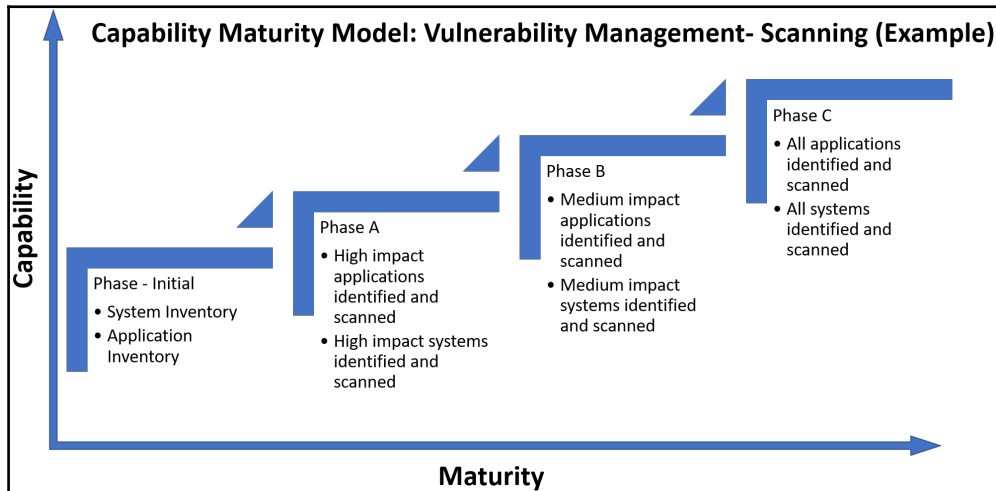 Capability Maturity Model: Vulnerability Management- Scanning (Example)
Capability
Phase - Initial
• System Inventory
• Application
Inventory
Phase A
• High impact
applications
identified and
scanned
• High impact systems
identified and
scanned
Phase B
• Medium impact
applications
identified and
scanned
• Medium impact
systems identified
and scanned
Phase C
• All applications
identified and
scanned
• All systems
identified and
scanned
Maturity